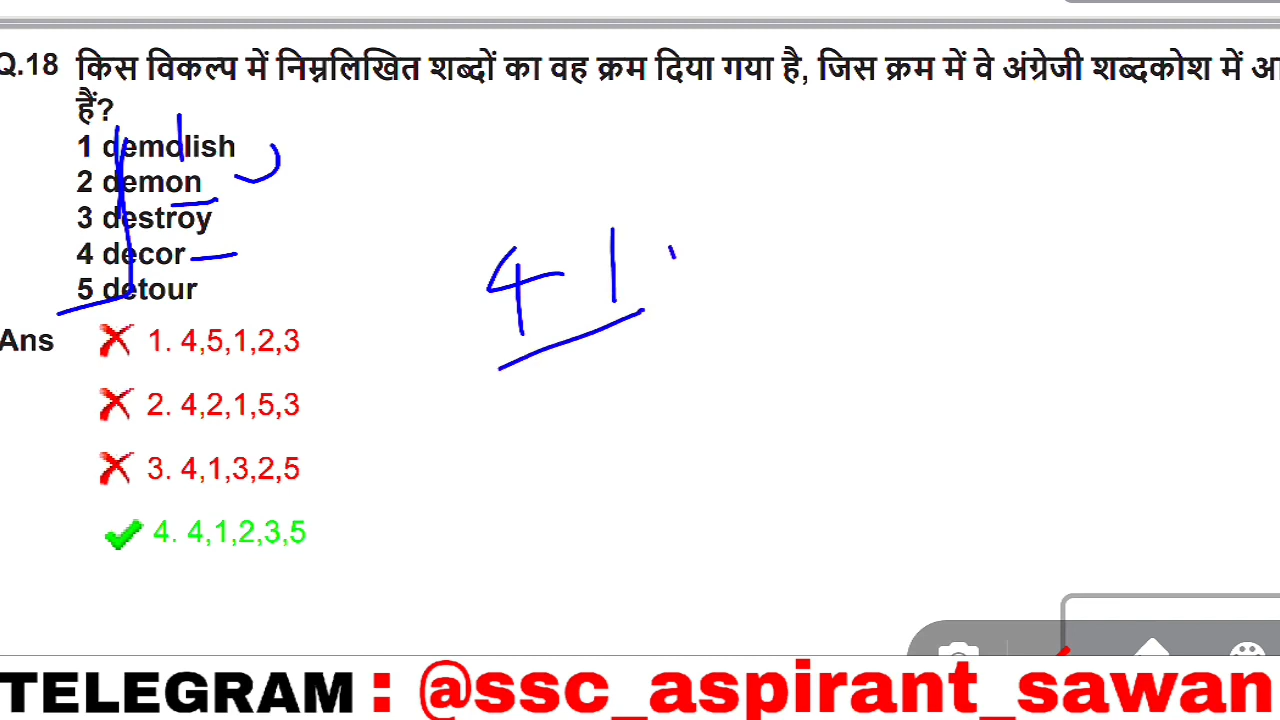 Q.18 किस विकल्प में निम्नलिखित शब्दों का वह क्रम दिया गया है, जिस क्रम में वे अंग्रेजी शब्दकोश में
हैं?
1 demolish
2 demon
3 destroy
4 decor
5 detour
4 1
Ans 1. 4,5,1,2,3
2. 4,2,1,5,3
3. 4,1,3,2,5
4. 4,1,2,3,5
TELEGRAM : @ssc_aspirant_sawan